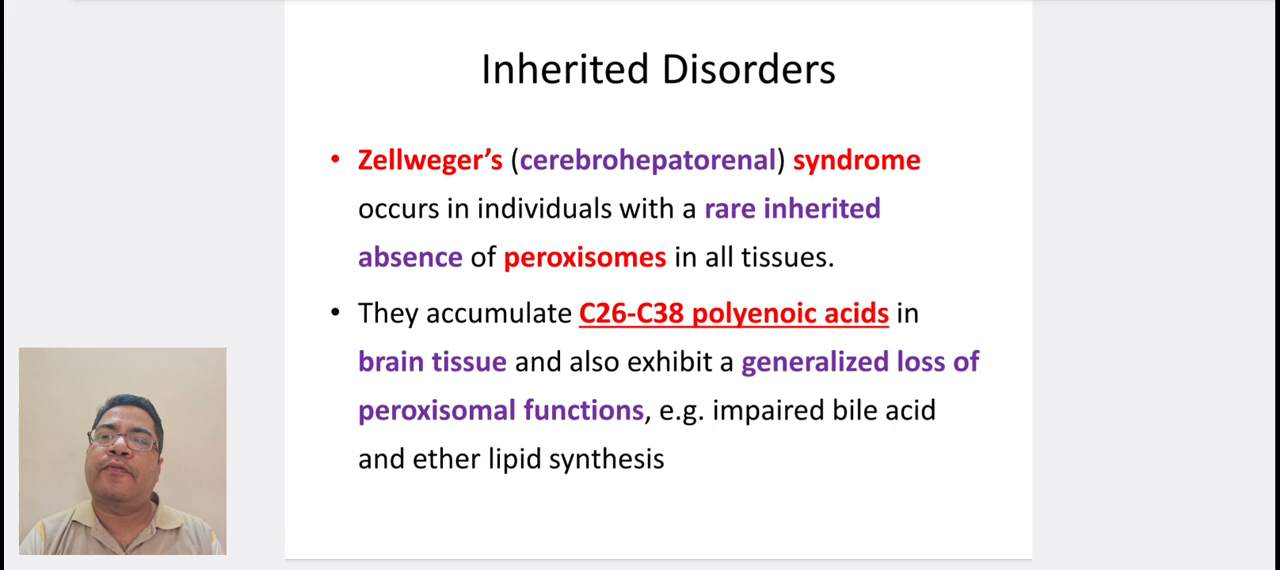 Inherited Disorders
• Zellweger’s (cerebrohepatorenal) syndrome
occurs in individuals with a rare inherited
absence of peroxisomes in all tissues.
• They accumulate C26-C38 polyenoic acids in
brain tissue and also exhibit a generalized loss of
peroxisomal functions, e.g. impaired bile acid
and ether lipid synthesis